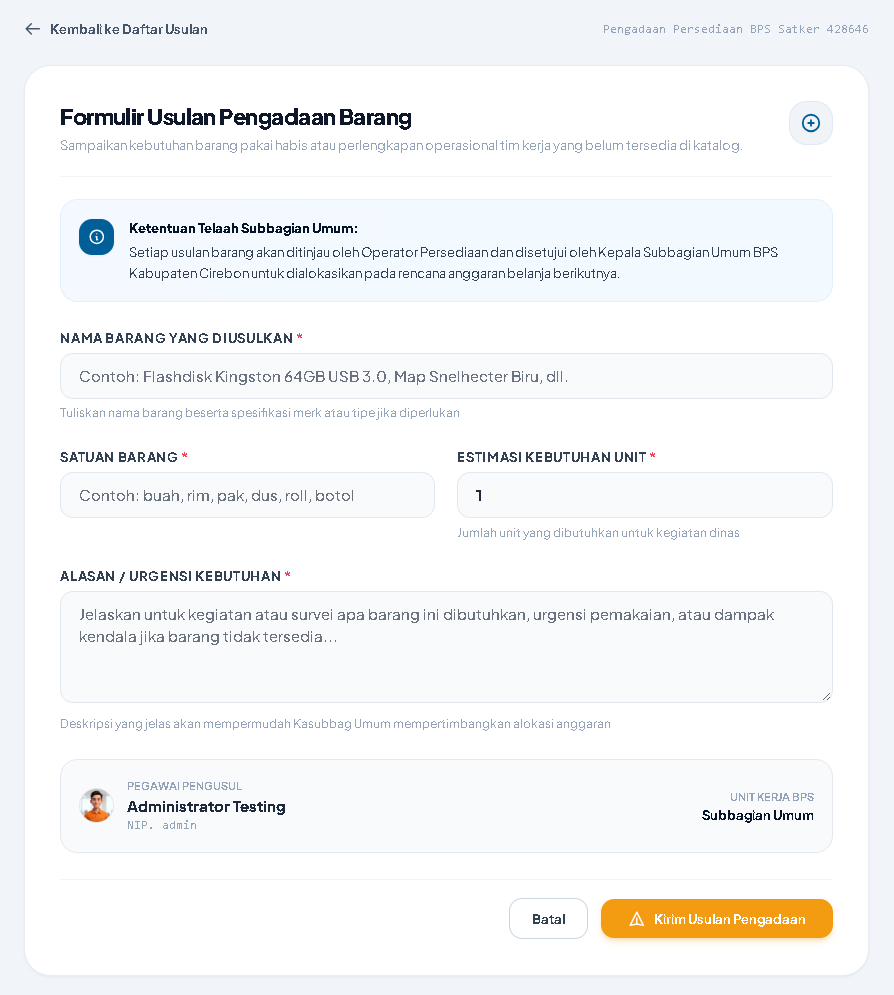 Kembali ke Daftar Usulan
Pengadaan Persediaan BPS Satker 428646
Formulir Usulan Pengadaan Barang
Sampaikan kebutuhan barang pakai habis atau perlengkapan operasional tim kerja yang belum tersedia di katalog.
Ketentuan Telaah Subbagian Umum:
Setiap usulan barang akan ditinjau oleh Operator Persediaan dan disetujui oleh Kepala Subbagian Umum BPS
Kabupaten Cirebon untuk dialokasikan pada rencana anggaran belanja berikutnya.
NAMA BARANG YANG DIUSULKAN *
Contoh: Flashdisk Kingston 64GB USB 3.0, Map Snelhecter Biru, dll.
Tuliskan nama barang beserta spesifikasi merk atau tipe jika diperlukan
SATUAN BARANG *
Contoh: buah, rim, pak, dus, roll, botol
ESTIMASI KEBUTUHAN UNIT *
1
Jumlah unit yang dibutuhkan untuk kegiatan dinas
ALASAN / URGENSI KEBUTUHAN *
Jelaskan untuk kegiatan atau survei apa barang ini dibutuhkan, urgensi pemakaian, atau dampak
kendala jika barang tidak tersedia...
Deskripsi yang jelas akan mempermudah Kasubbag Umum mempertimbangkan alokasi anggaran
PEGAWAI PENGUSUL
Administrator Testing
NIP. admin
UNIT KERJA BPS
Subbagian Umum
Batal
Kirim Usulan Pengadaan